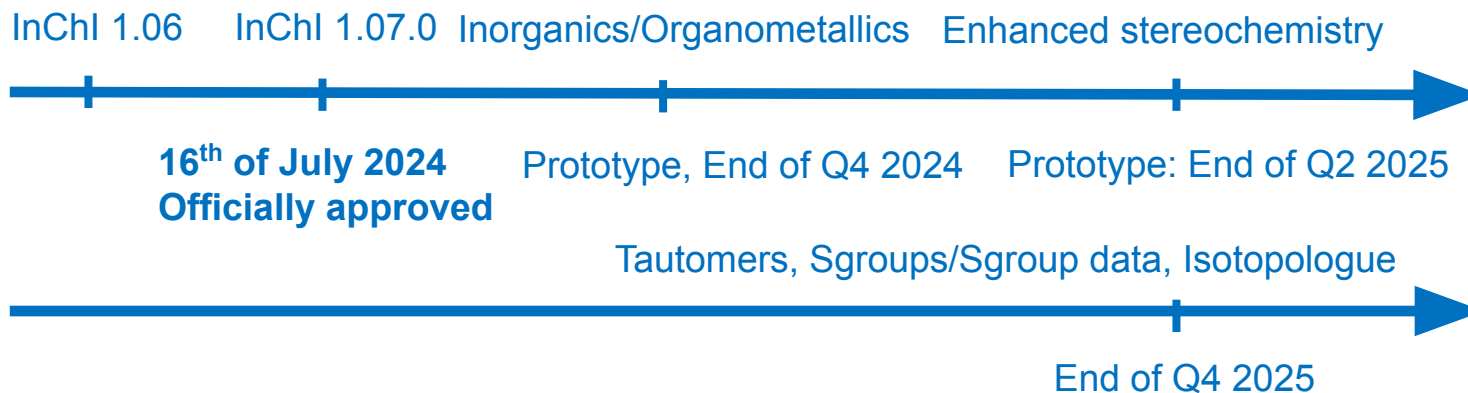 InChI 1.06 InChI 1.07.0 Inorganics/Organometallics Enhanced stereochemistry
16th of July 2024
Officially approved
Prototype, End of Q4 2024
Prototype: End of Q2 2025
Tautomers, Sgroups/Sgroup data, Isotopologue
End of Q4 2025